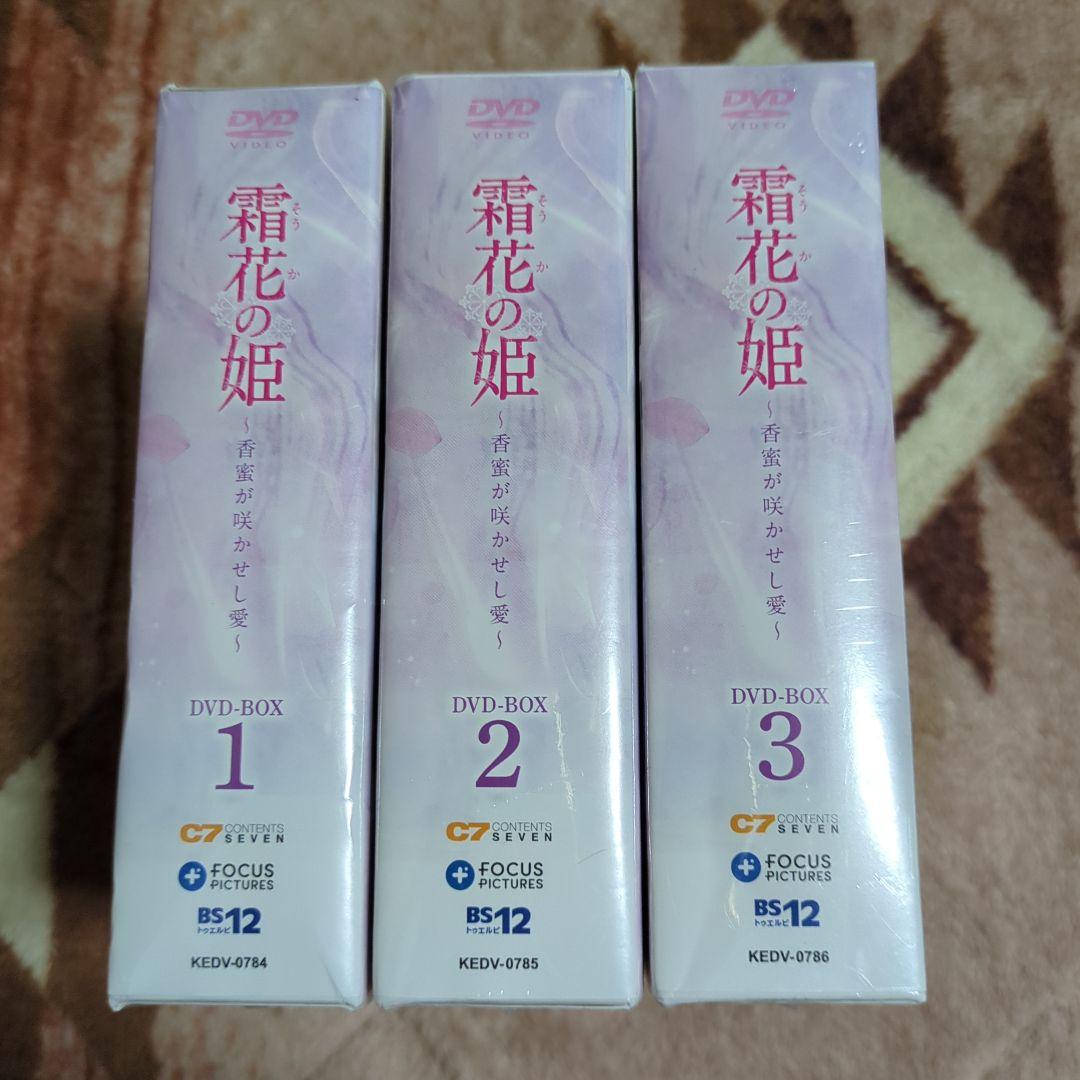 DVD
VIDEO
霜花の姫
そうか
～香蜜が咲かせし愛～
DVD-BOX
1
C7 CONTENTS
SEVEN
FOCUS
PICTURES
BS12
トゥエルビ
KEDV-0784
DVD
VIDEO
霜花の姫
そうか
～香蜜が咲かせし愛～
DVD-BOX
2
C7 CONTENTS
SEVEN
FOCUS
PICTURES
BS12
トゥエルビ
KEDV-0785
DVD
VIDEO
霜花の姫
そうか
～香蜜が咲かせし愛～
DVD-BOX
3
C7 CONTENTS
SEVEN
FOCUS
PICTURES
BS12
トゥエルビ
KEDV-0786